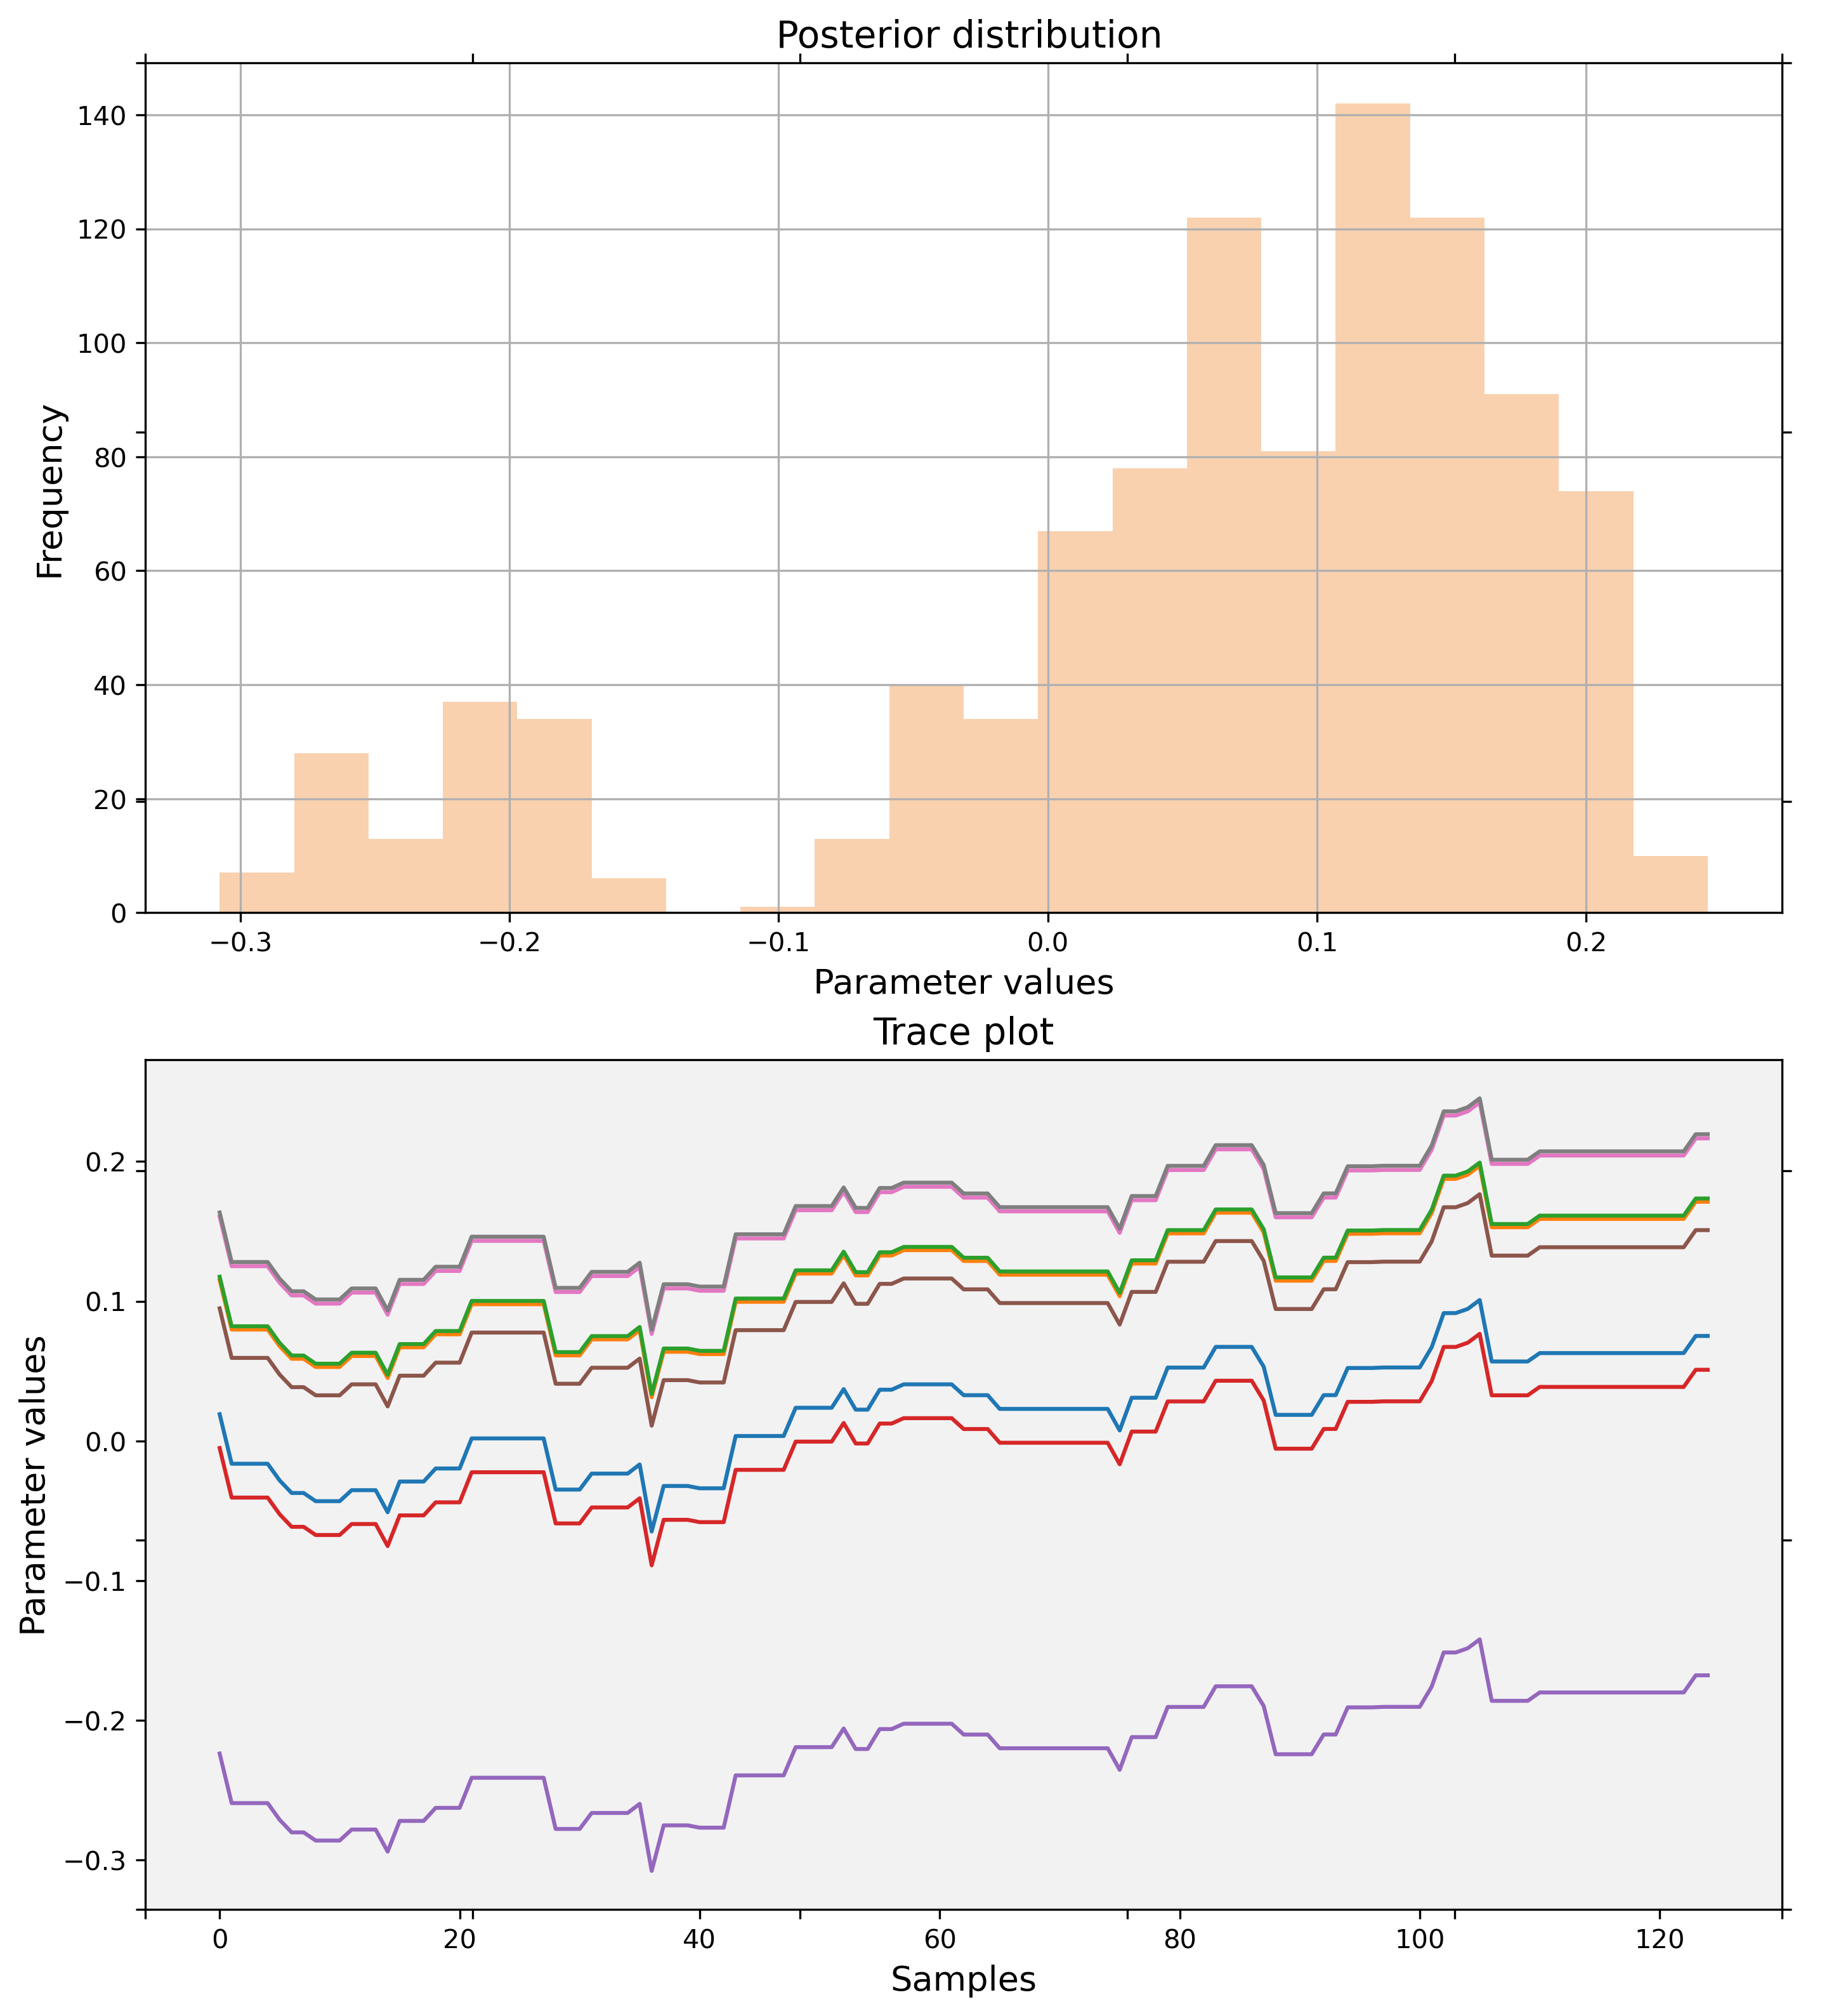 Posterior distribution
140
120
100
80
60
40
20
0
Frequency
−0.3 −0.2 −0.1 0.0 0.1 0.2
Parameter values
Trace plot
0.2
0.1
0.0
−0.1
−0.2
−0.3
Parameter values
0 20 40 60 80 100 120
Samples